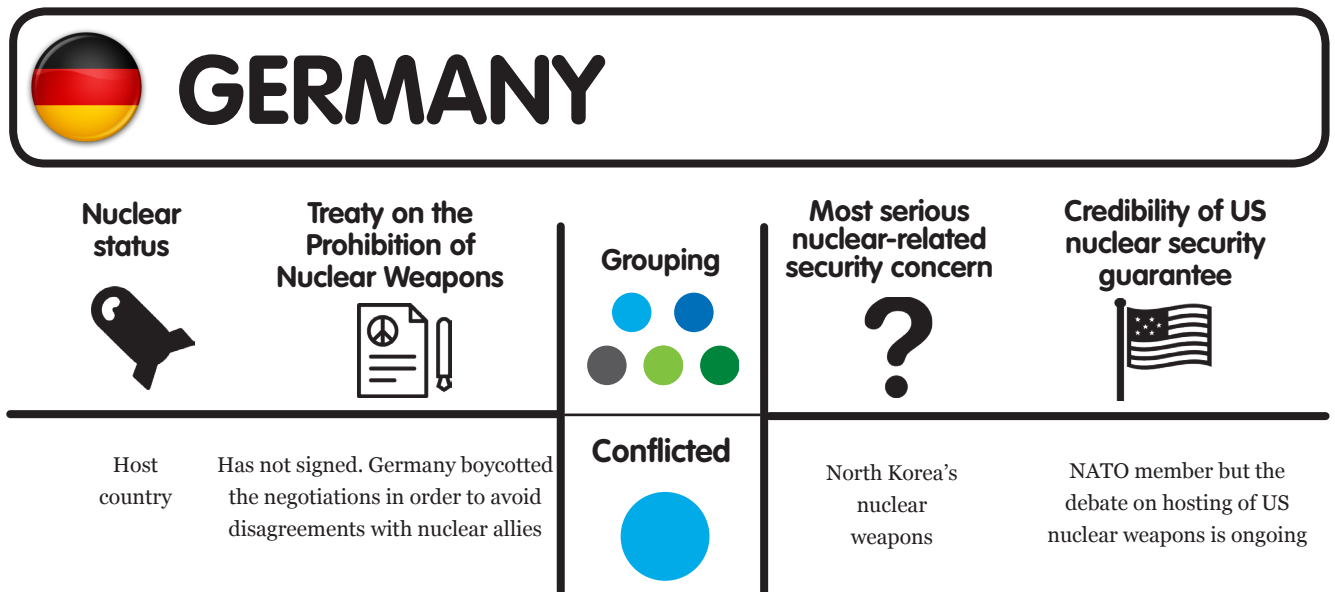 GERMANY
Nuclear
status
Treaty on the
Prohibition of
Nuclear Weapons
Grouping
Most serious
nuclear-related
security concern
Credibility of US
nuclear security
guarantee
Host
country
Has not signed. Germany boycotted
the negotiations in order to avoid
disagreements with nuclear allies
Conflicted
North Korea’s
nuclear
weapons
NATO member but the
debate on hosting of US
nuclear weapons is ongoing